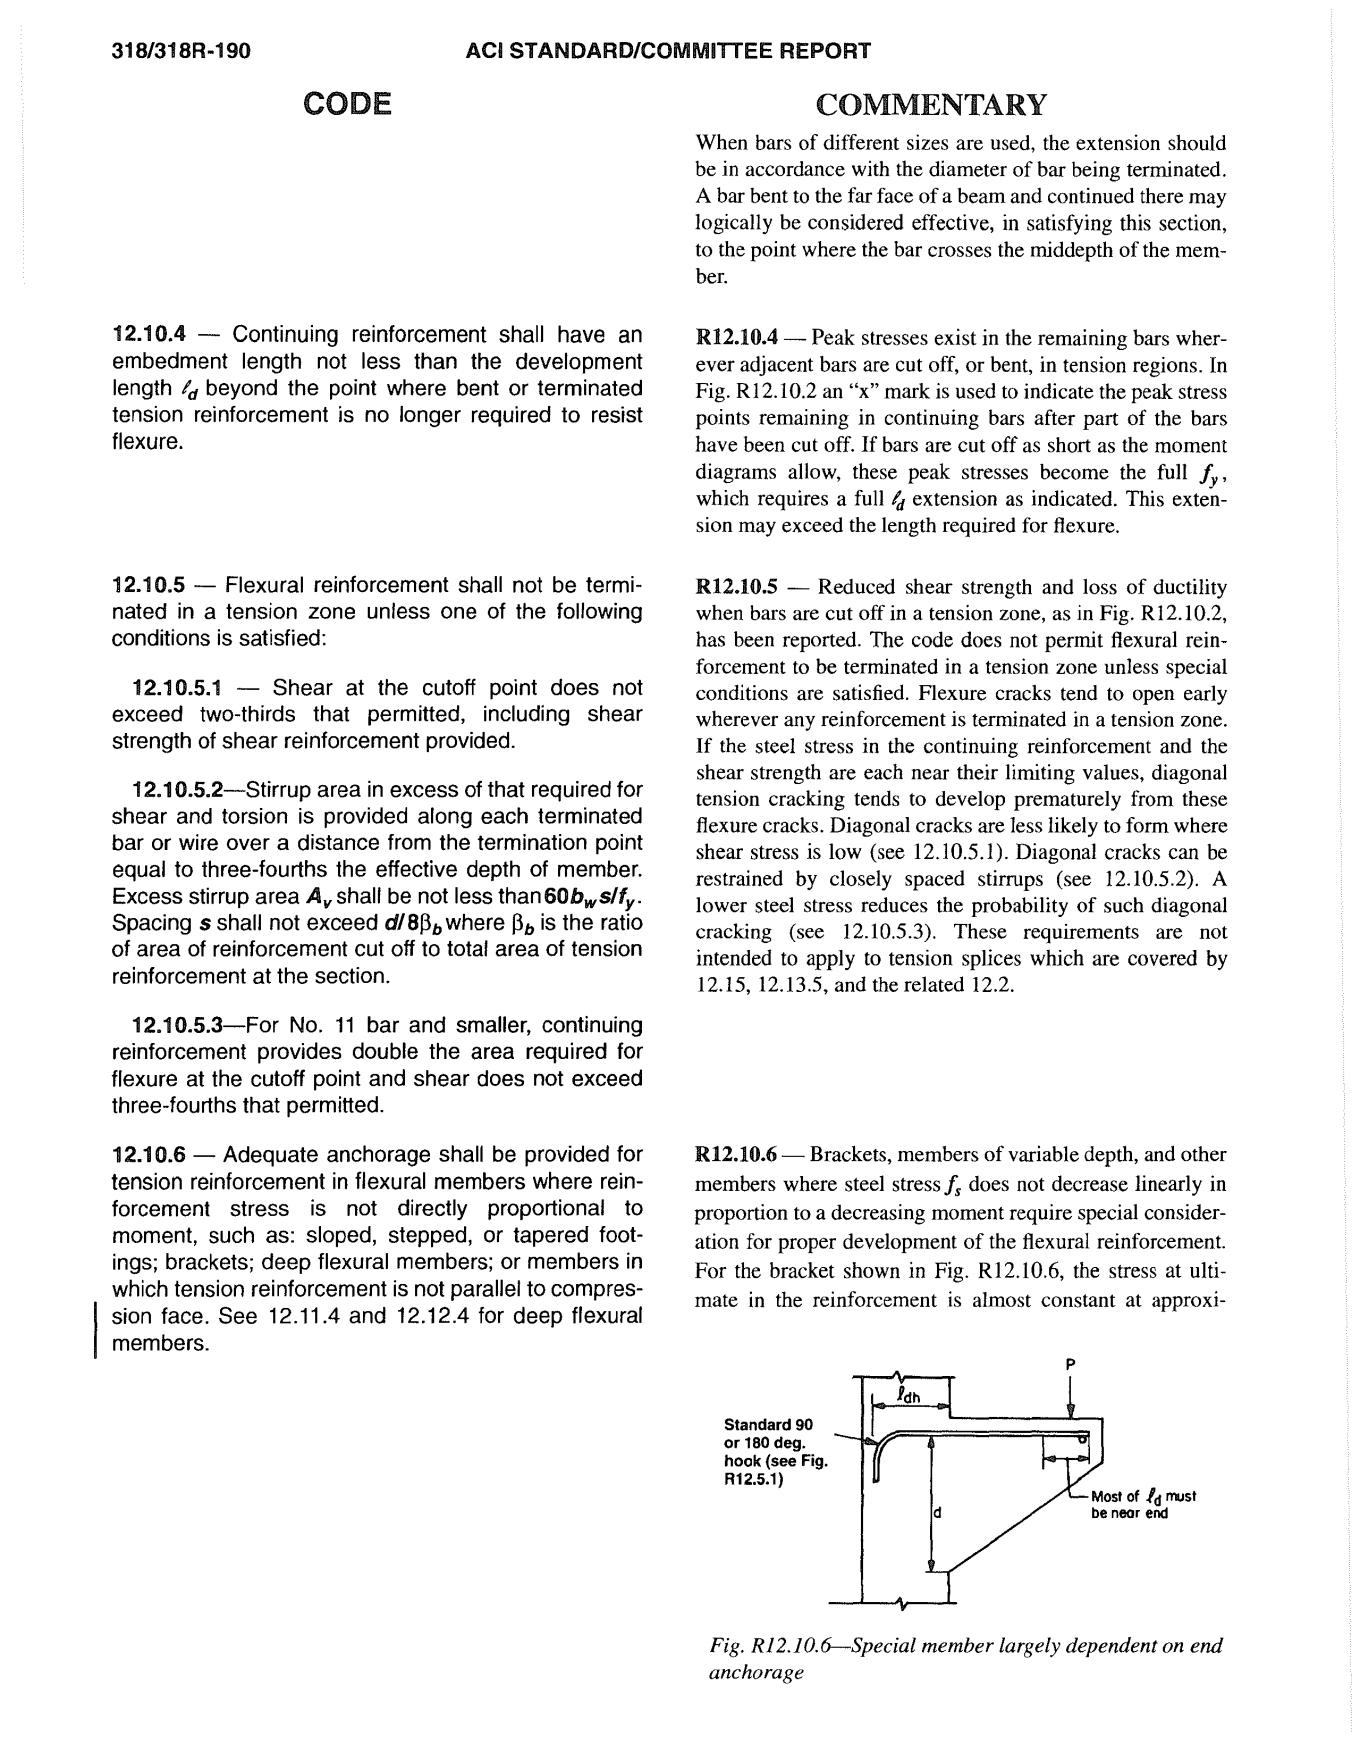 318/318R-190
ACI STANDARD/COMMITTEE REPORT
CODE
12.10.4 — Continuing reinforcement shall have an
embedment length not less than the development
length ℓd beyond the point where bent or terminated
tension reinforcement is no longer required to resist
flexure.
12.10.5 — Flexural reinforcement shall not be termi-
nated in a tension zone unless one of the following
conditions is satisfied:
12.10.5.1 — Shear at the cutoff point does not
exceed two-thirds that permitted, including shear
strength of shear reinforcement provided.
12.10.5.2—Stirrup area in excess of that required for
shear and torsion is provided along each terminated
bar or wire over a distance from the termination point
equal to three-fourths the effective depth of member.
Excess stirrup area Av shall be not less than 60bws/fy.
Spacing s shall not exceed d/8βb where βb is the ratio
of area of reinforcement cut off to total area of tension
reinforcement at the section.
12.10.5.3—For No. 11 bar and smaller, continuing
reinforcement provides double the area required for
flexure at the cutoff point and shear does not exceed
three-fourths that permitted.
12.10.6 — Adequate anchorage shall be provided for
tension reinforcement in flexural members where rein-
forcement stress is not directly proportional to
moment, such as: sloped, stepped, or tapered foot-
ings; brackets; deep flexural members; or members in
which tension reinforcement is not parallel to compres-
sion face. See 12.11.4 and 12.12.4 for deep flexural
members.
COMMENTARY
When bars of different sizes are used, the extension should
be in accordance with the diameter of bar being terminated.
A bar bent to the far face of a beam and continued there may
logically be considered effective, in satisfying this section,
to the point where the bar crosses the middepth of the mem-
ber.
R12.10.4 — Peak stresses exist in the remaining bars wher-
ever adjacent bars are cut off, or bent, in tension regions. In
Fig. R12.10.2 an “x” mark is used to indicate the peak stress
points remaining in continuing bars after part of the bars
have been cut off. If bars are cut off as short as the moment
diagrams allow, these peak stresses become the full fy,
which requires a full ℓd extension as indicated. This exten-
sion may exceed the length required for flexure.
R12.10.5 — Reduced shear strength and loss of ductility
when bars are cut off in a tension zone, as in Fig. R12.10.2,
has been reported. The code does not permit flexural rein-
forcement to be terminated in a tension zone unless special
conditions are satisfied. Flexure cracks tend to open early
wherever any reinforcement is terminated in a tension zone.
If the steel stress in the continuing reinforcement and the
shear strength are each near their limiting values, diagonal
tension cracking tends to develop prematurely from these
flexure cracks. Diagonal cracks are less likely to form where
shear stress is low (see 12.10.5.1). Diagonal cracks can be
restrained by closely spaced stirrups (see 12.10.5.2). A
lower steel stress reduces the probability of such diagonal
cracking (see 12.10.5.3). These requirements are not
intended to apply to tension splices which are covered by
12.15, 12.13.5, and the related 12.2.
R12.10.6 — Brackets, members of variable depth, and other
members where steel stress fs does not decrease linearly in
proportion to a decreasing moment require special consider-
ation for proper development of the flexural reinforcement.
For the bracket shown in Fig. R12.10.6, the stress at ulti-
mate in the reinforcement is almost constant at approxi-
P
ℓdh
Standard 90
or 180 deg.
hook (see Fig.
R12.5.1)
d
Most of ℓd must
be near end
Fig. R12.10.6—Special member largely dependent on end
anchorage